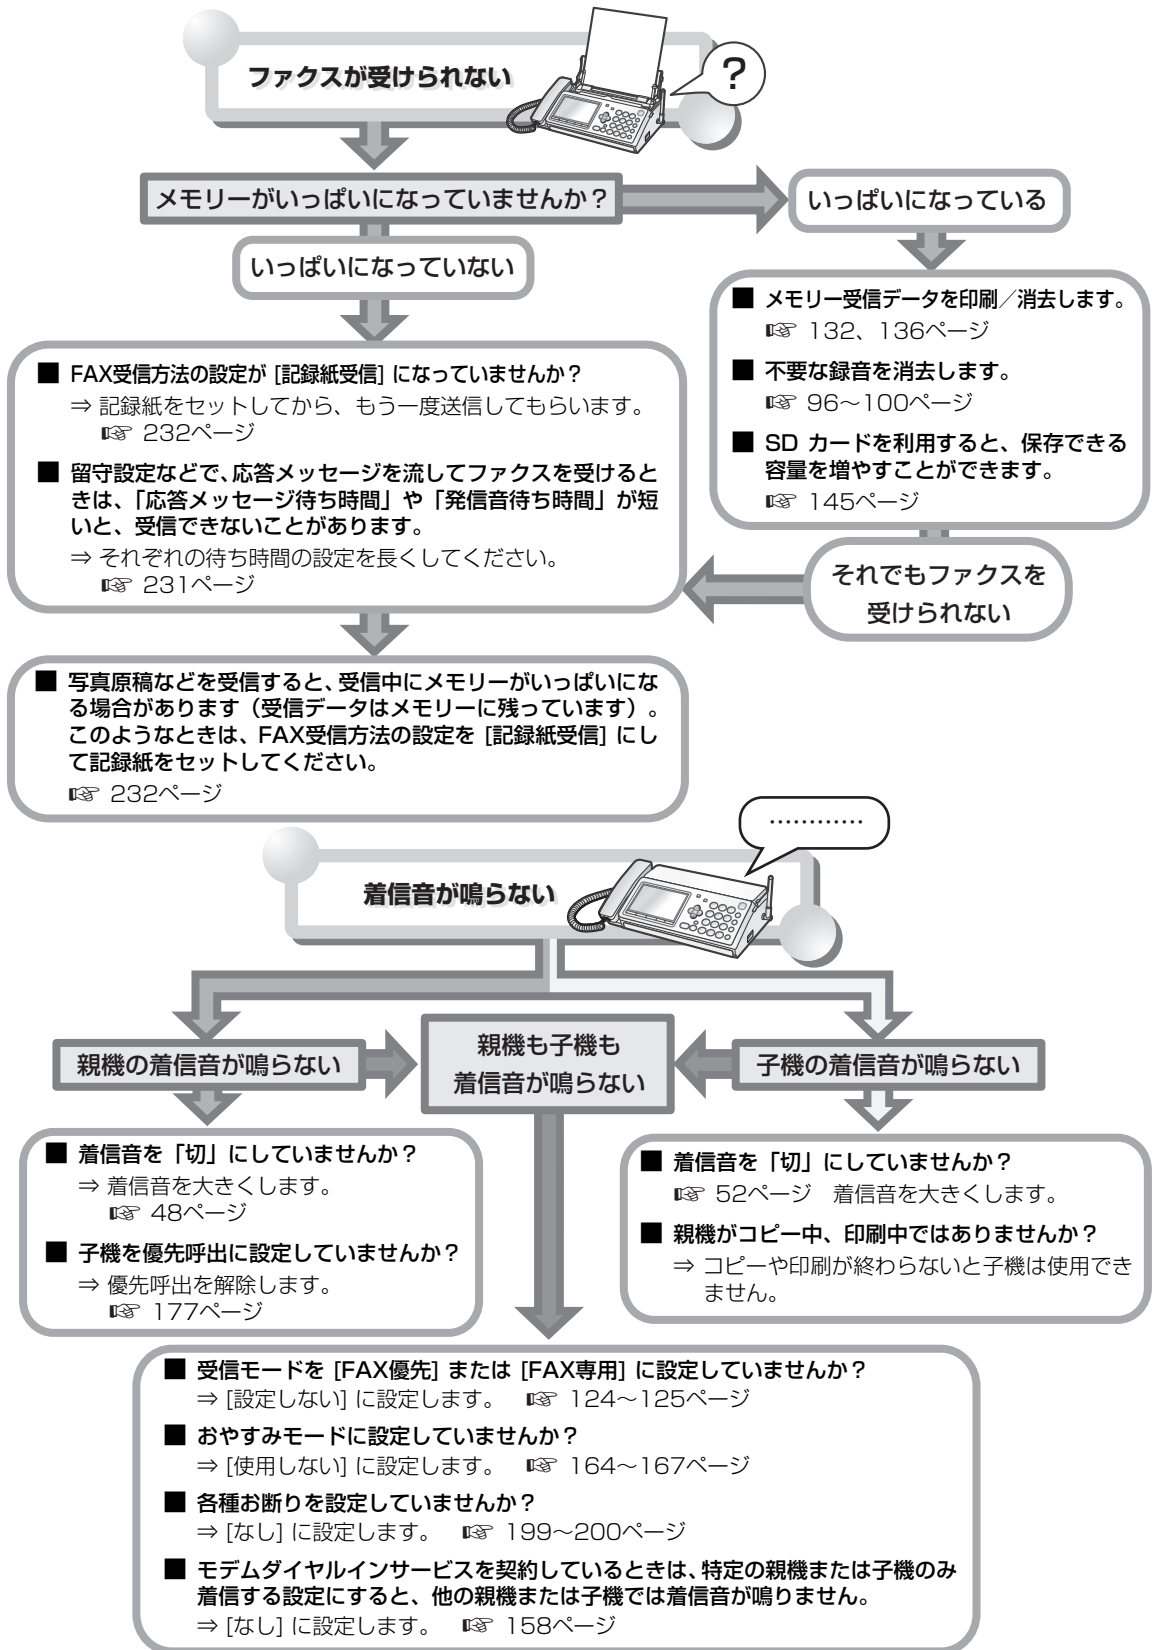 ファクスが受けられない
?
メモリーがいっぱいになっていませんか？
いっぱいになっている
いっぱいになっていない
■ メモリー受信データを印刷／消去します。
☞ 132、136ページ
■ 不要な録音を消去します。
☞ 96～100ページ
■ SD カードを利用すると、保存できる
容量を増やすことができます。
☞ 145ページ
■ FAX受信方法の設定が [記録紙受信] になっていませんか？
⇒ 記録紙をセットしてから、もう一度送信してもらいます。
☞ 232ページ
■ 留守設定などで、応答メッセージを流してファクスを受けると
きは、「応答メッセージ待ち時間」や「発信音待ち時間」が短
いと、受信できないことがあります。
⇒ それぞれの待ち時間の設定を長くしてください。
☞ 231ページ
それでもファクスを
受けられない
■ 写真原稿などを受信すると、受信中にメモリーがいっぱいにな
る場合があります（受信データはメモリーに残っています）。
このようなときは、FAX受信方法の設定を [記録紙受信] にし
て記録紙をセットしてください。
☞ 232ページ
…………
着信音が鳴らない
親機の着信音が鳴らない
親機も子機も
着信音が鳴らない
子機の着信音が鳴らない
■ 着信音を「切」にしていませんか？
⇒ 着信音を大きくします。
☞ 48ページ
■ 子機を優先呼出に設定していませんか？
⇒ 優先呼出を解除します。
☞ 177ページ
■ 着信音を「切」にしていませんか？
☞ 52ページ　着信音を大きくします。
■ 親機がコピー中、印刷中ではありませんか？
⇒ コピーや印刷が終わらないと子機は使用でき
ません。
■ 受信モードを [FAX優先] または [FAX専用] に設定していませんか？
⇒ [設定しない] に設定します。　☞ 124～125ページ
■ おやすみモードに設定していませんか？
⇒ [使用しない] に設定します。　☞ 164～167ページ
■ 各種お断りを設定していませんか？
⇒ [なし] に設定します。　☞ 199～200ページ
■ モデムダイヤルインサービスを契約しているときは、特定の親機または子機のみ
着信する設定にすると、他の親機または子機では着信音が鳴りません。
⇒ [なし] に設定します。　☞ 158ページ